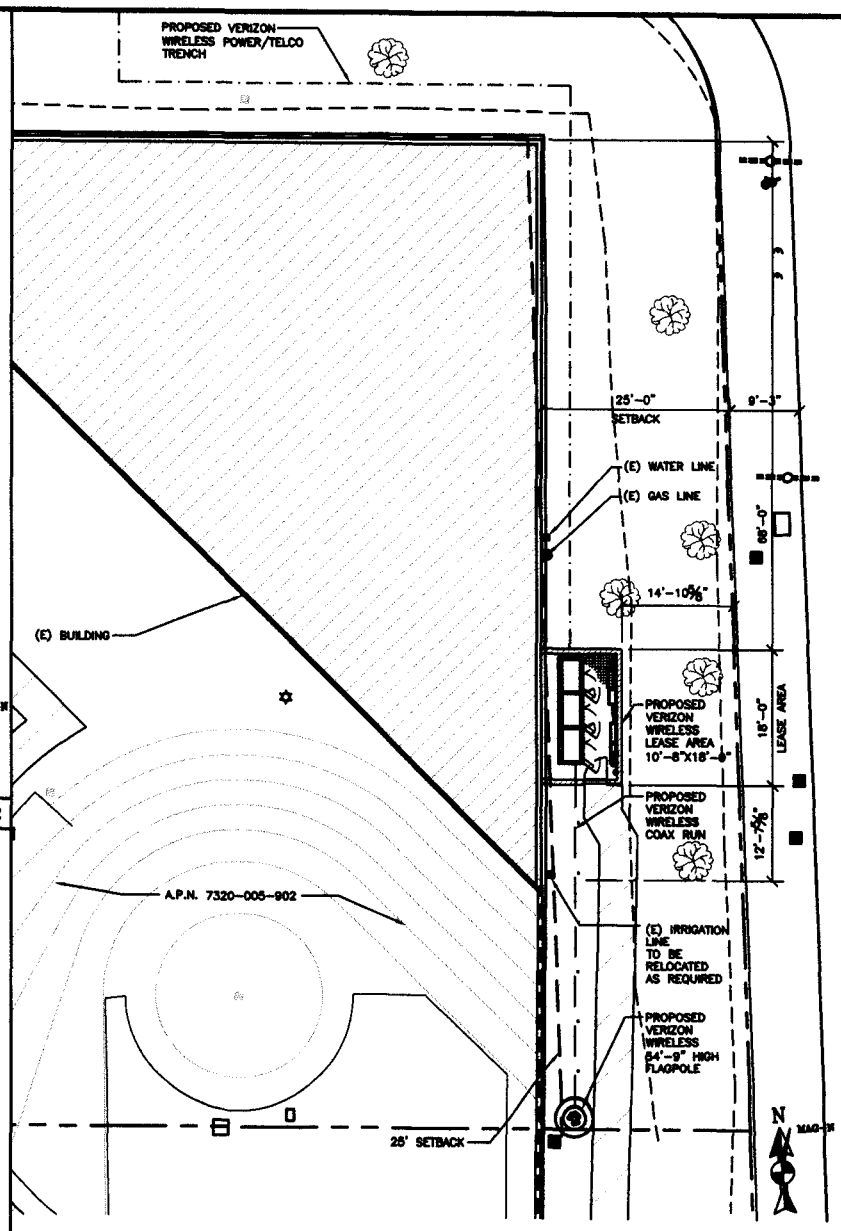 PROPOSED VERIZON
WIRELESS POWER/TELCO
TRENCH
25'-0"
SETBACK
9'-3"
(E) WATER LINE
(E) GAS LINE
68'-0"
14'-10⅝"
(E) BUILDING
PROPOSED
VERIZON
WIRELESS
LEASE AREA
10'-8"X18'-0"
18'-0"
LEASE AREA
PROPOSED
VERIZON
WIRELESS
COAX RUN
12'-7⅝"
A.P.N. 7320-005-902
(E) IRRIGATION
LINE
TO BE
RELOCATED
AS REQUIRED
PROPOSED
VERIZON
WIRELESS
54'-9" HIGH
FLAGPOLE
25' SETBACK
N